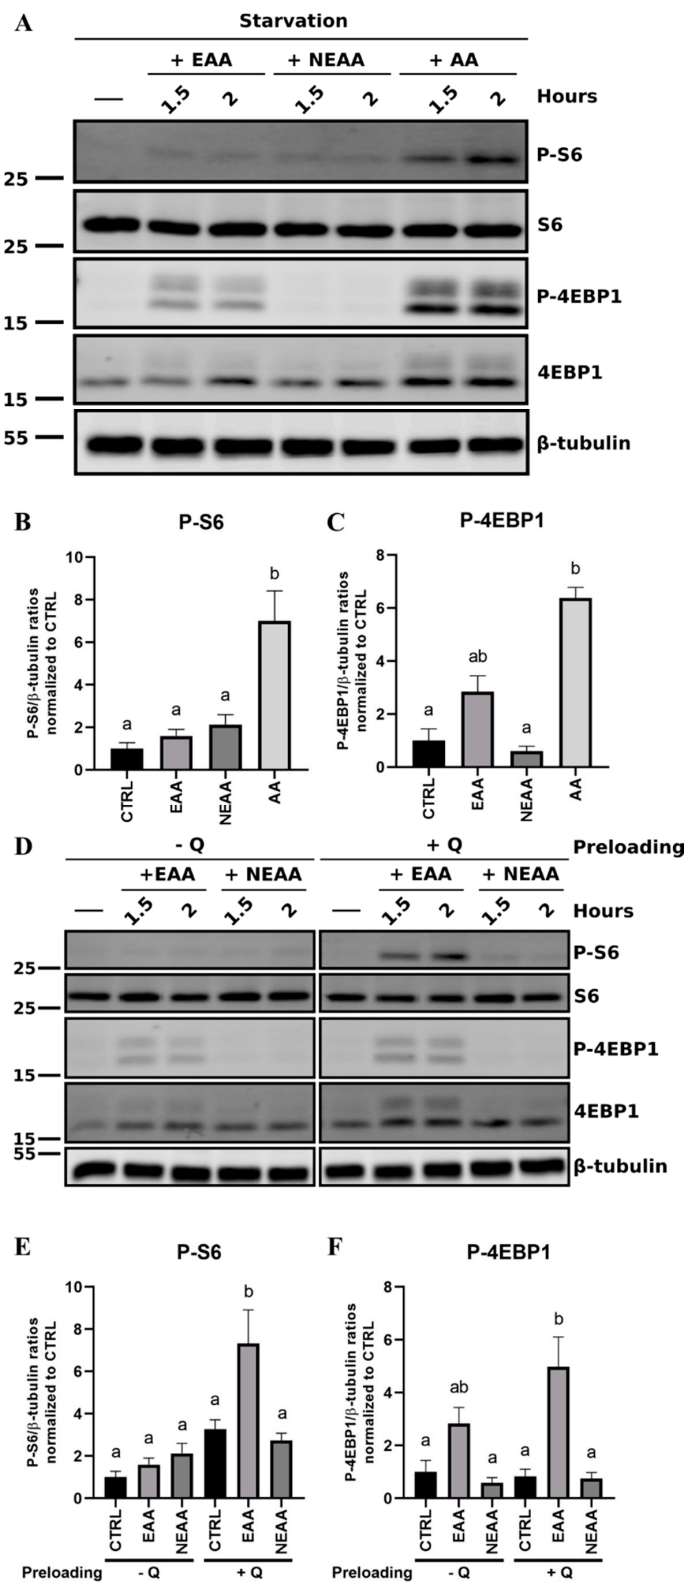 A
Starvation
+ EAA + NEAA + AA
— 1.5 2 1.5 2 1.5 2 Hours
P-S6
25
S6
25
P-4EBP1
15
4EBP1
15
55
β-tubulin
B P-S6
P-S6/β-tubulin ratios
normalized to CTRL
10
8
6
4
2
0
a a a b
CTRL EAA NEAA AA
C P-4EBP1
P-4EBP1/β-tubulin ratios
normalized to CTRL
8
6
4
2
0
a ab a b
CTRL EAA NEAA AA
D - Q + Q Preloading
+EAA + NEAA + EAA + NEAA
— 1.5 2 1.5 2 — 1.5 2 1.5 2 Hours
P-S6
25
S6
25
P-4EBP1
15
4EBP1
15
55
β-tubulin
E P-S6
P-S6/β-tubulin ratios
normalized to CTRL
10
8
6
4
2
0
a a a a b a
CTRL EAA NEAA CTRL EAA NEAA
Preloading - Q + Q
F P-4EBP1
P-4EBP1/β-tubulin ratios
normalized to CTRL
8
6
4
2
0
a ab a a b a
CTRL EAA NEAA CTRL EAA NEAA
Preloading - Q + Q